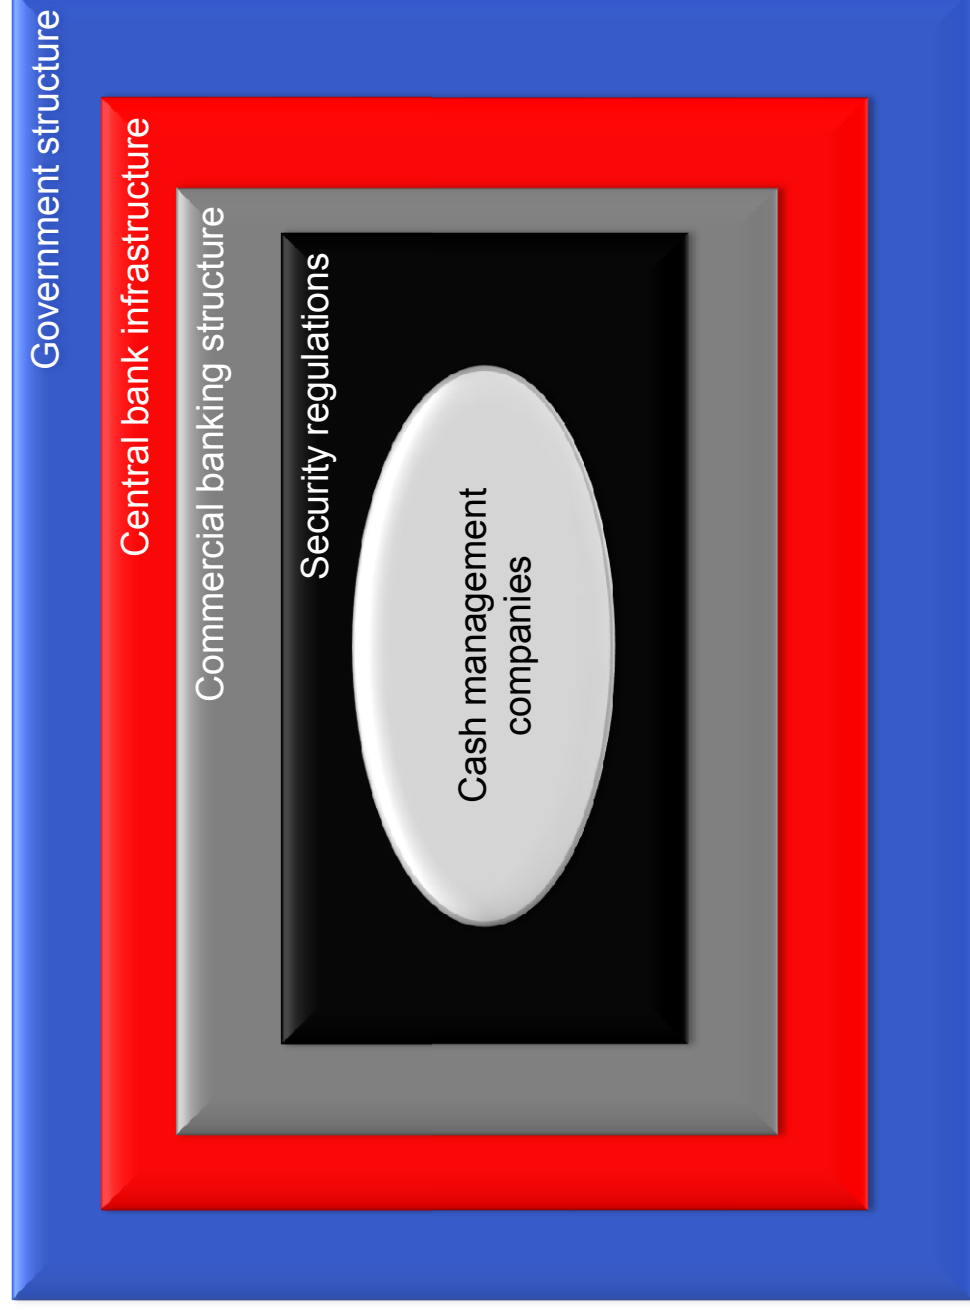 Government structure
Central bank infrastructure
Commercial banking structure
Security regulations
Cash management
companies